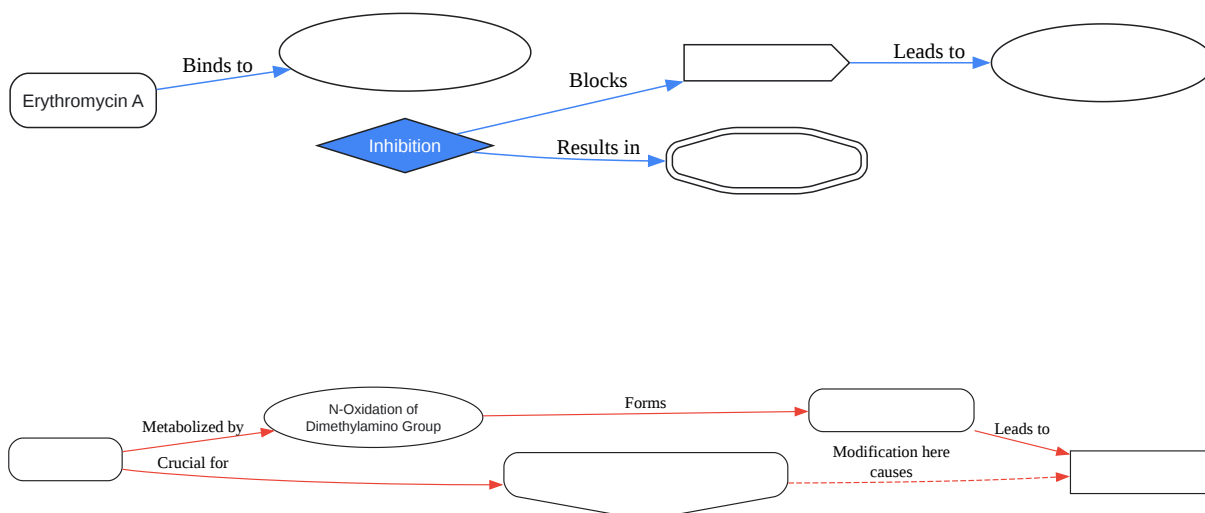 Binds to
Erythromycin A
Blocks
Leads to
Inhibition
Results in
Metabolized by
N-Oxidation of
Dimethylamino Group
Forms
Crucial for
Leads to
Modification here
causes